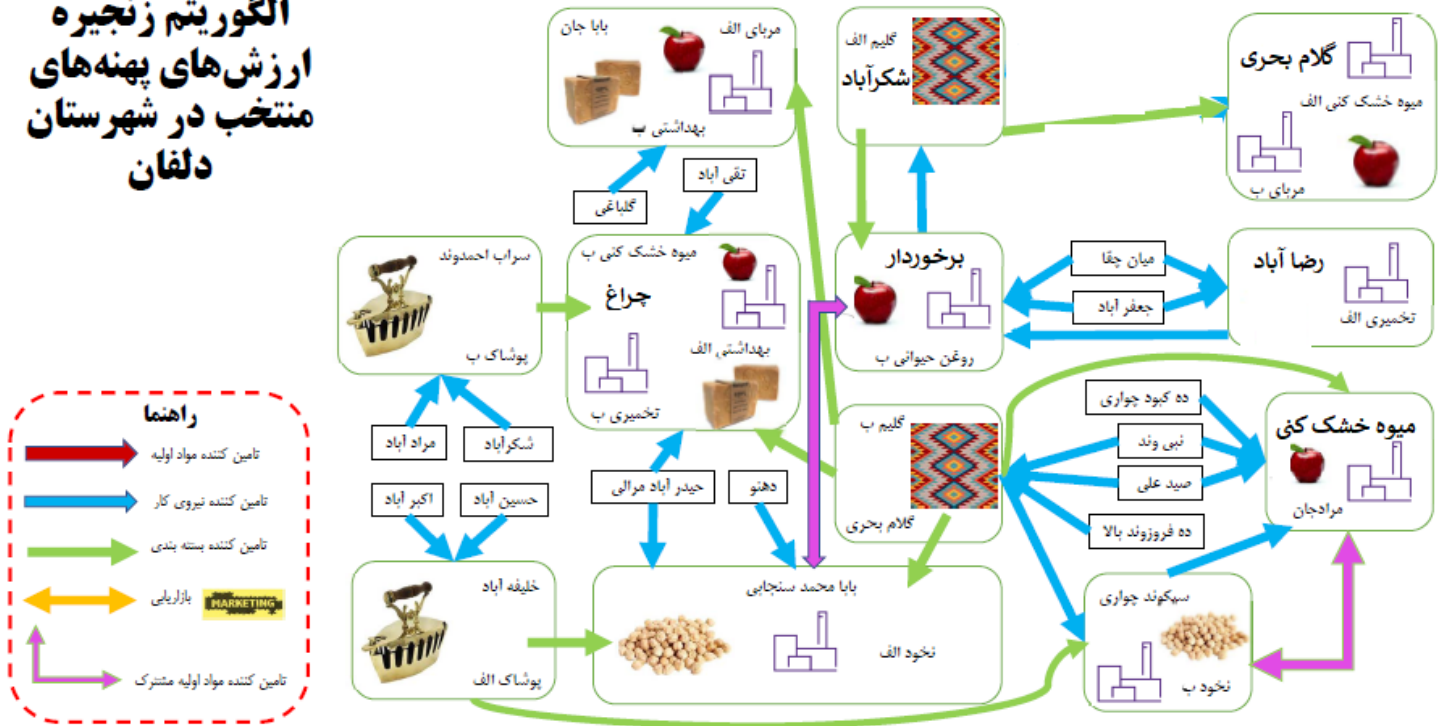 الگوریتم زنجیره
ارزش‌های پهنه‌های
منتخب در شهرستان
دلفان
بابا جان
مربای الف
بهداشتی ب
گلیم الف
شکرآباد
گلام بحری
میوه خشک کنی الف
مربای ب
گلباغی
تقی آباد
سراب احمدوند
پوشاک ب
میوه خشک کنی ب
چراغ
بهداشتی الف
تخمیری ب
برخوردار
روغن حیوانی ب
میان چقا
جعفر آباد
رضا آباد
تخمیری الف
مراد آباد
شکرآباد
اکبر آباد
حسین آباد
حیدر آباد مرالی
دهنو
گلیم ب
گلام بحری
ده کبود چواری
نبی وند
صید علی
ده فروزوند بالا
میوه خشک کنی
مرادجان
خلیفه آباد
پوشاک الف
بابا محمد سنجابی
نخود الف
سیکوند چواری
نخود ب
راهنما
تامین کننده مواد اولیه
تامین کننده نیروی کار
تامین کننده بسته بندی
بازاریابی
MARKETING
تامین کننده مواد اولیه مشترک